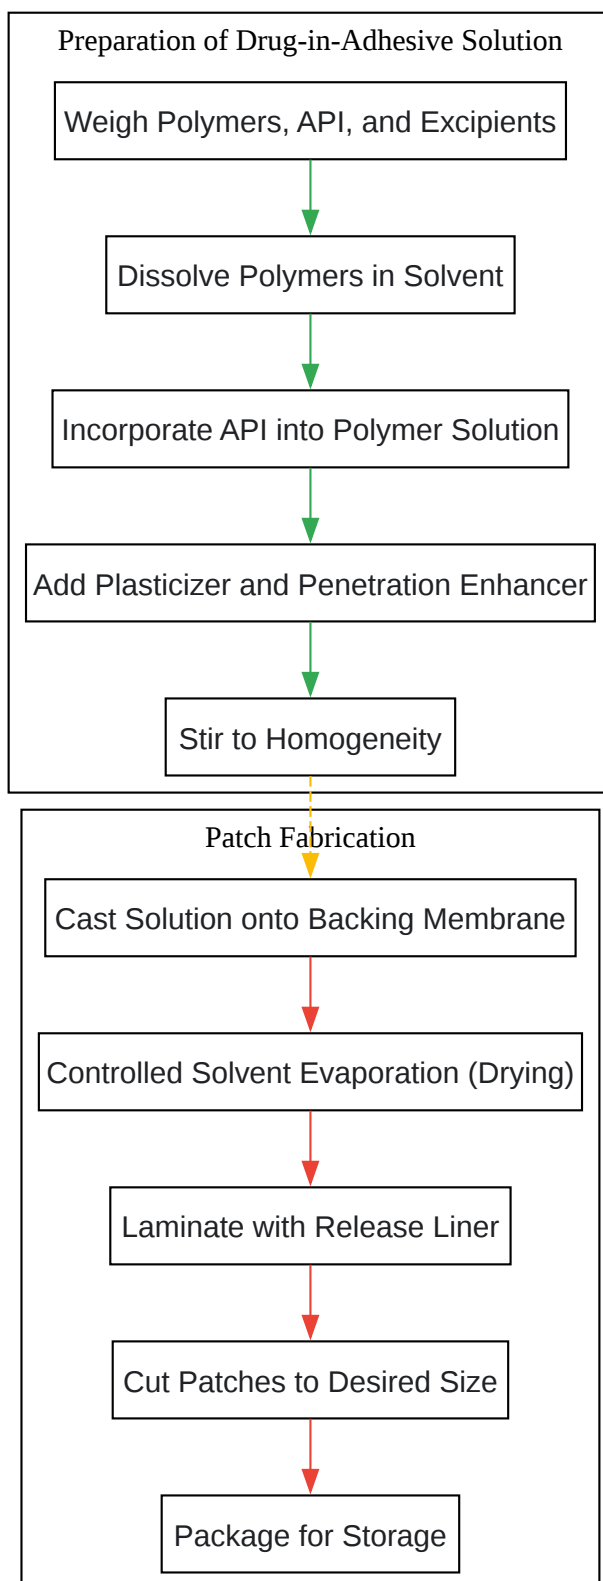 Preparation of Drug-in-Adhesive Solution
Weigh Polymers, API, and Excipients
Dissolve Polymers in Solvent
Incorporate API into Polymer Solution
Add Plasticizer and Penetration Enhancer
Stir to Homogeneity
Patch Fabrication
Cast Solution onto Backing Membrane
Controlled Solvent Evaporation (Drying)
Laminate with Release Liner
Cut Patches to Desired Size
Package for Storage